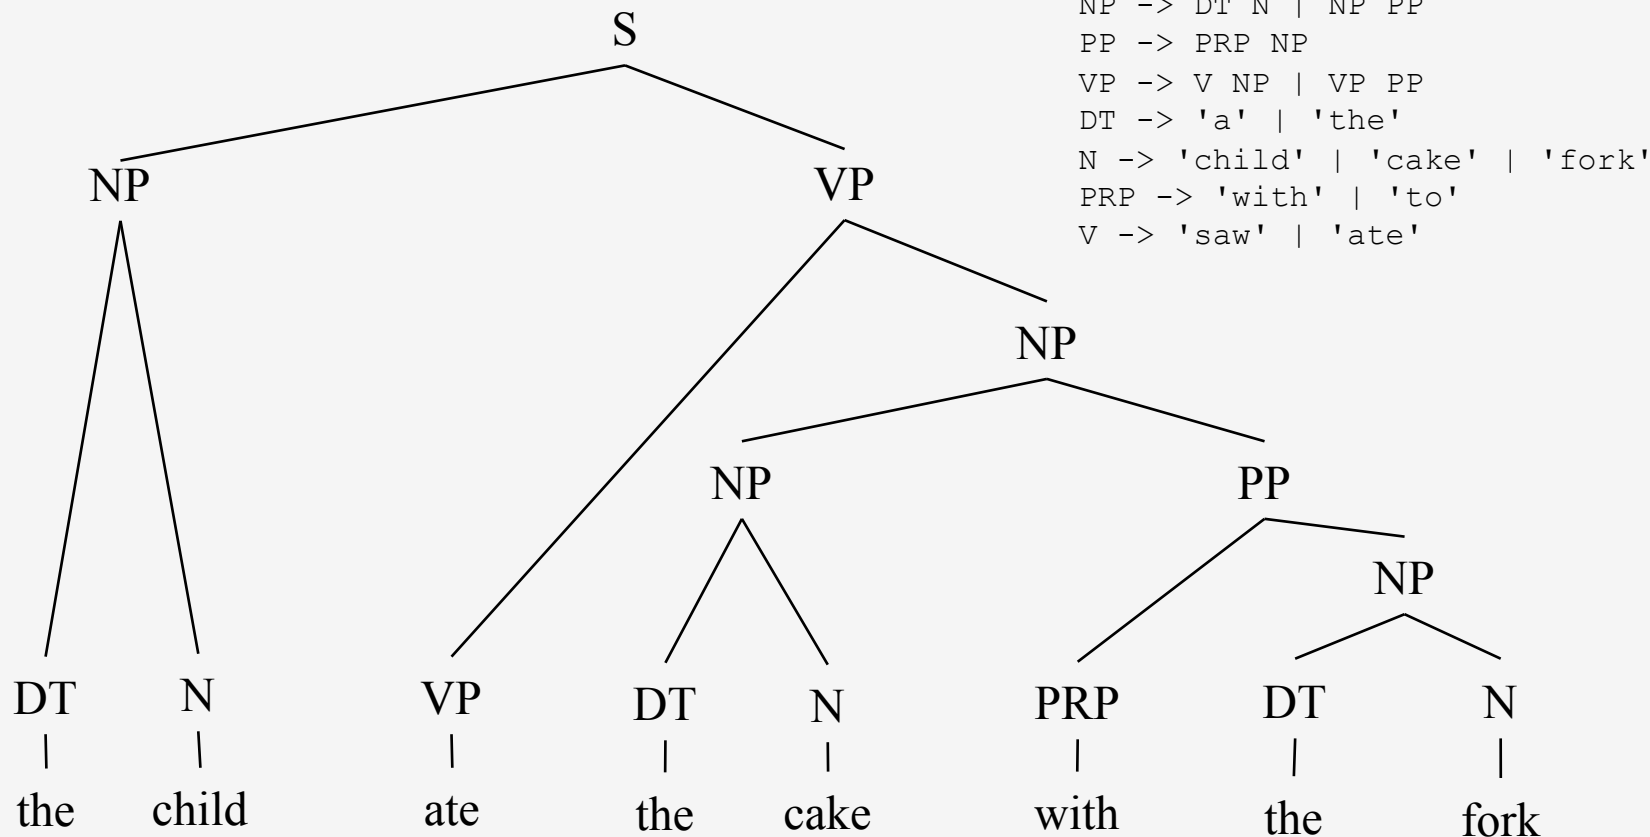 NP -> DT N | NP PP
S
PP -> PRP NP
VP -> V NP | VP PP
DT -> 'a' | 'the'
N -> 'child' | 'cake' | 'fork'
NP VP
PRP -> 'with' | 'to'
V -> 'saw' | 'ate'
NP
NP PP
NP
DT N VP DT N PRP DT N
the child ate the cake with the fork